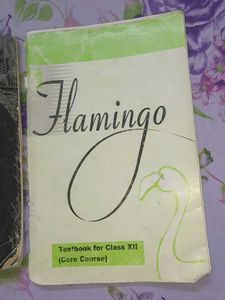 Flamingo
Textbook for Class XII
(Core Course)